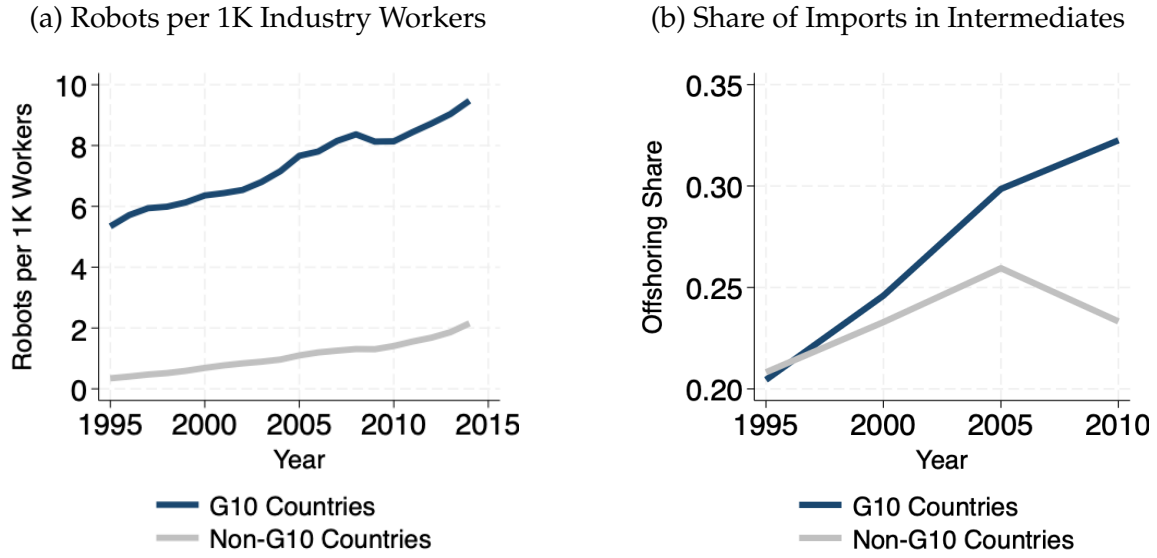 (a) Robots per 1K Industry Workers
Robots per 1K Workers
10
8
6
4
2
0
1995 2000 2005 2010 2015
Year
G10 Countries
Non-G10 Countries
(b) Share of Imports in Intermediates
Offshoring Share
0.35
0.30
0.25
0.20
1995 2000 2005 2010
Year
G10 Countries
Non-G10 Countries